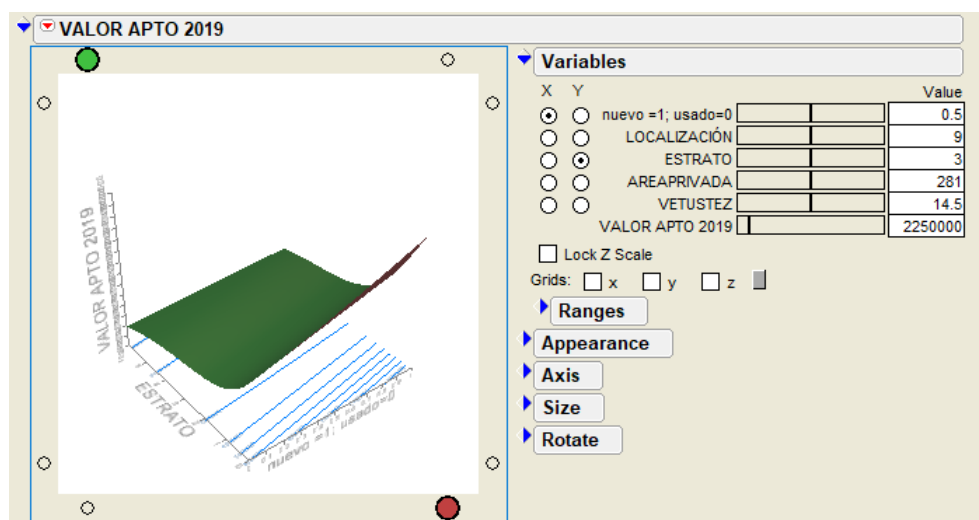 VALOR APTO 2019
VALOR APTO 2019
ESTRATO
nuevo =1; usado=0
Variables
X Y Value
nuevo =1; usado=0 0.5
LOCALIZACIÓN 9
ESTRATO 3
AREAPRIVADA 281
VETUSTEZ 14.5
VALOR APTO 2019 2250000
Lock Z Scale
Grids: x y z
Ranges
Appearance
Axis
Size
Rotate